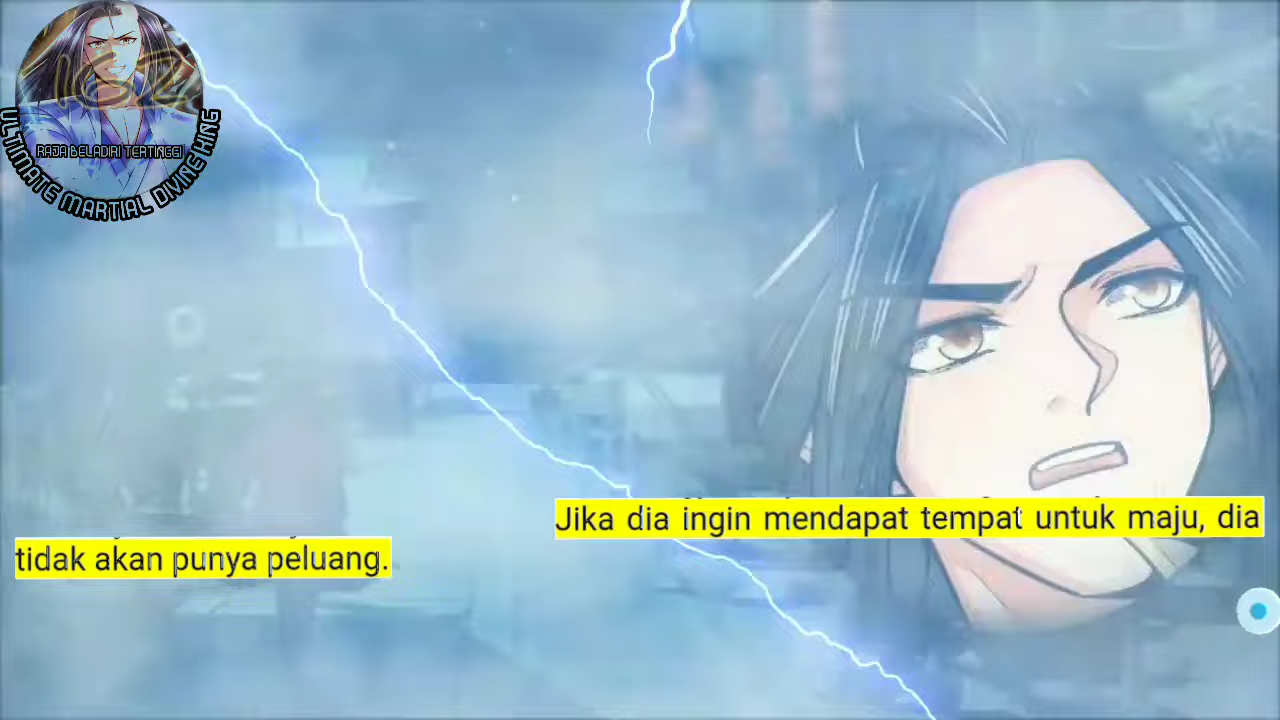 162
RAJA BELADIRI TERTINGGI
ULTIMATE MARTIAL DIVINE KING
Jika dia ingin mendapat tempat untuk maju, dia
tidak akan punya peluang.